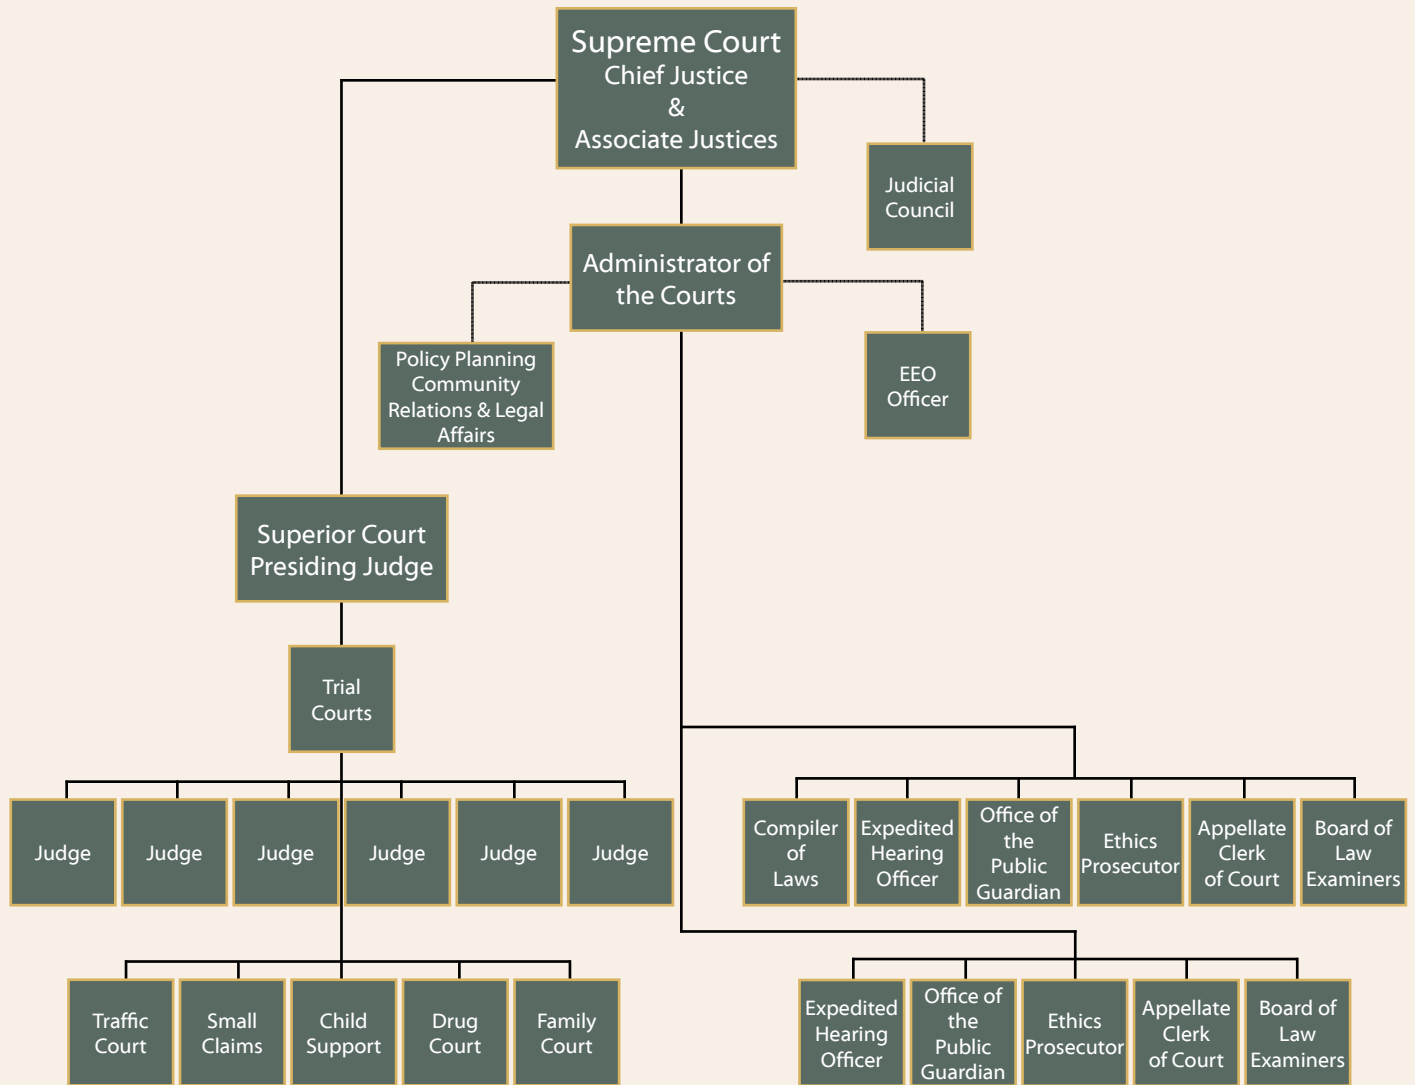 Supreme Court
Chief Justice
&
Associate Justices
Judicial
Council
Administrator of
the Courts
Policy Planning
Community
Relations & Legal
Affairs
EEO
Officer
Superior Court
Presiding Judge
Trial
Courts
Judge
Judge
Judge
Judge
Judge
Judge
Compiler
of
Laws
Expedited
Hearing
Officer
Office of
the
Public
Guardian
Ethics
Prosecutor
Appellate
Clerk
of Court
Board of
Law
Examiners
Traffic
Court
Small
Claims
Child
Support
Drug
Court
Family
Court
Expedited
Hearing
Officer
Office of
the
Public
Guardian
Ethics
Prosecutor
Appellate
Clerk
of Court
Board of
Law
Examiners